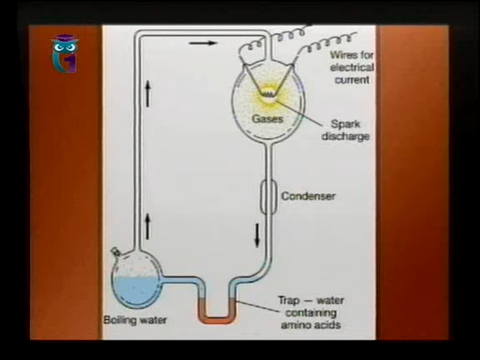 Wires for
electrical
current
Gases
Spark
discharge
Condenser
Trap — water
containing
amino acids
Boiling water